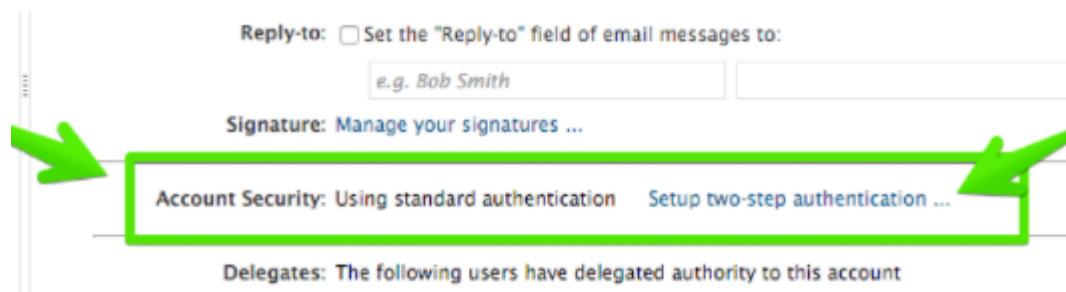 Reply-to: Set the "Reply-to" field of email messages to:
e.g. Bob Smith
Signature: Manage your signatures ...
Account Security: Using standard authentication Setup two-step authentication ...
Delegates: The following users have delegated authority to this account